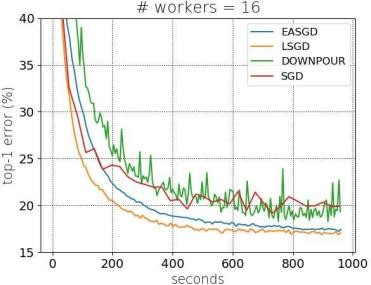 # workers = 16
40
35
30
25
20
15
top-1 error (%)
EASGD
LSGD
DOWNPOUR
SGD
0 200 400 600 800 1000
seconds